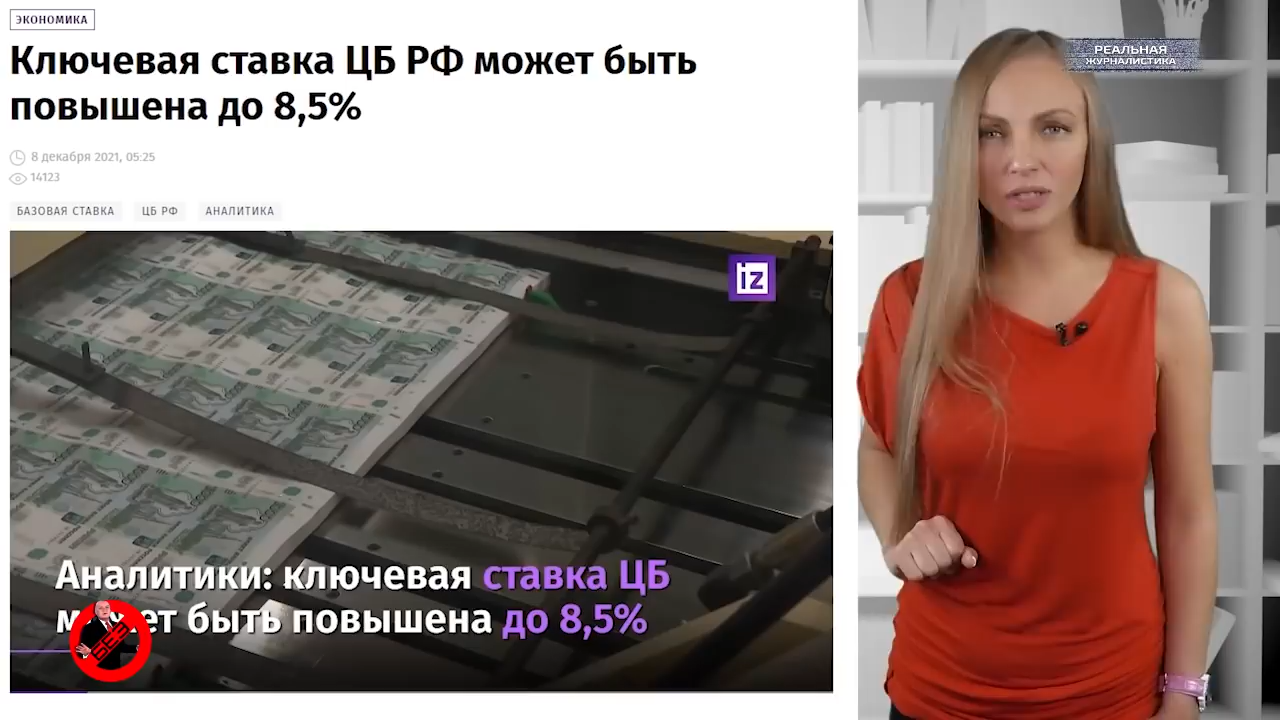 ЭКОНОМИКА
Ключевая ставка ЦБ РФ может быть
повышена до 8,5%
8 декабря 2021, 05:25
14123
БАЗОВАЯ СТАВКА
ЦБ РФ
АНАЛИТИКА
iz
Аналитики: ключевая ставка ЦБ
может быть повышена до 8,5%
РЕАЛЬНАЯ
ЖУРНАЛИСТИКА